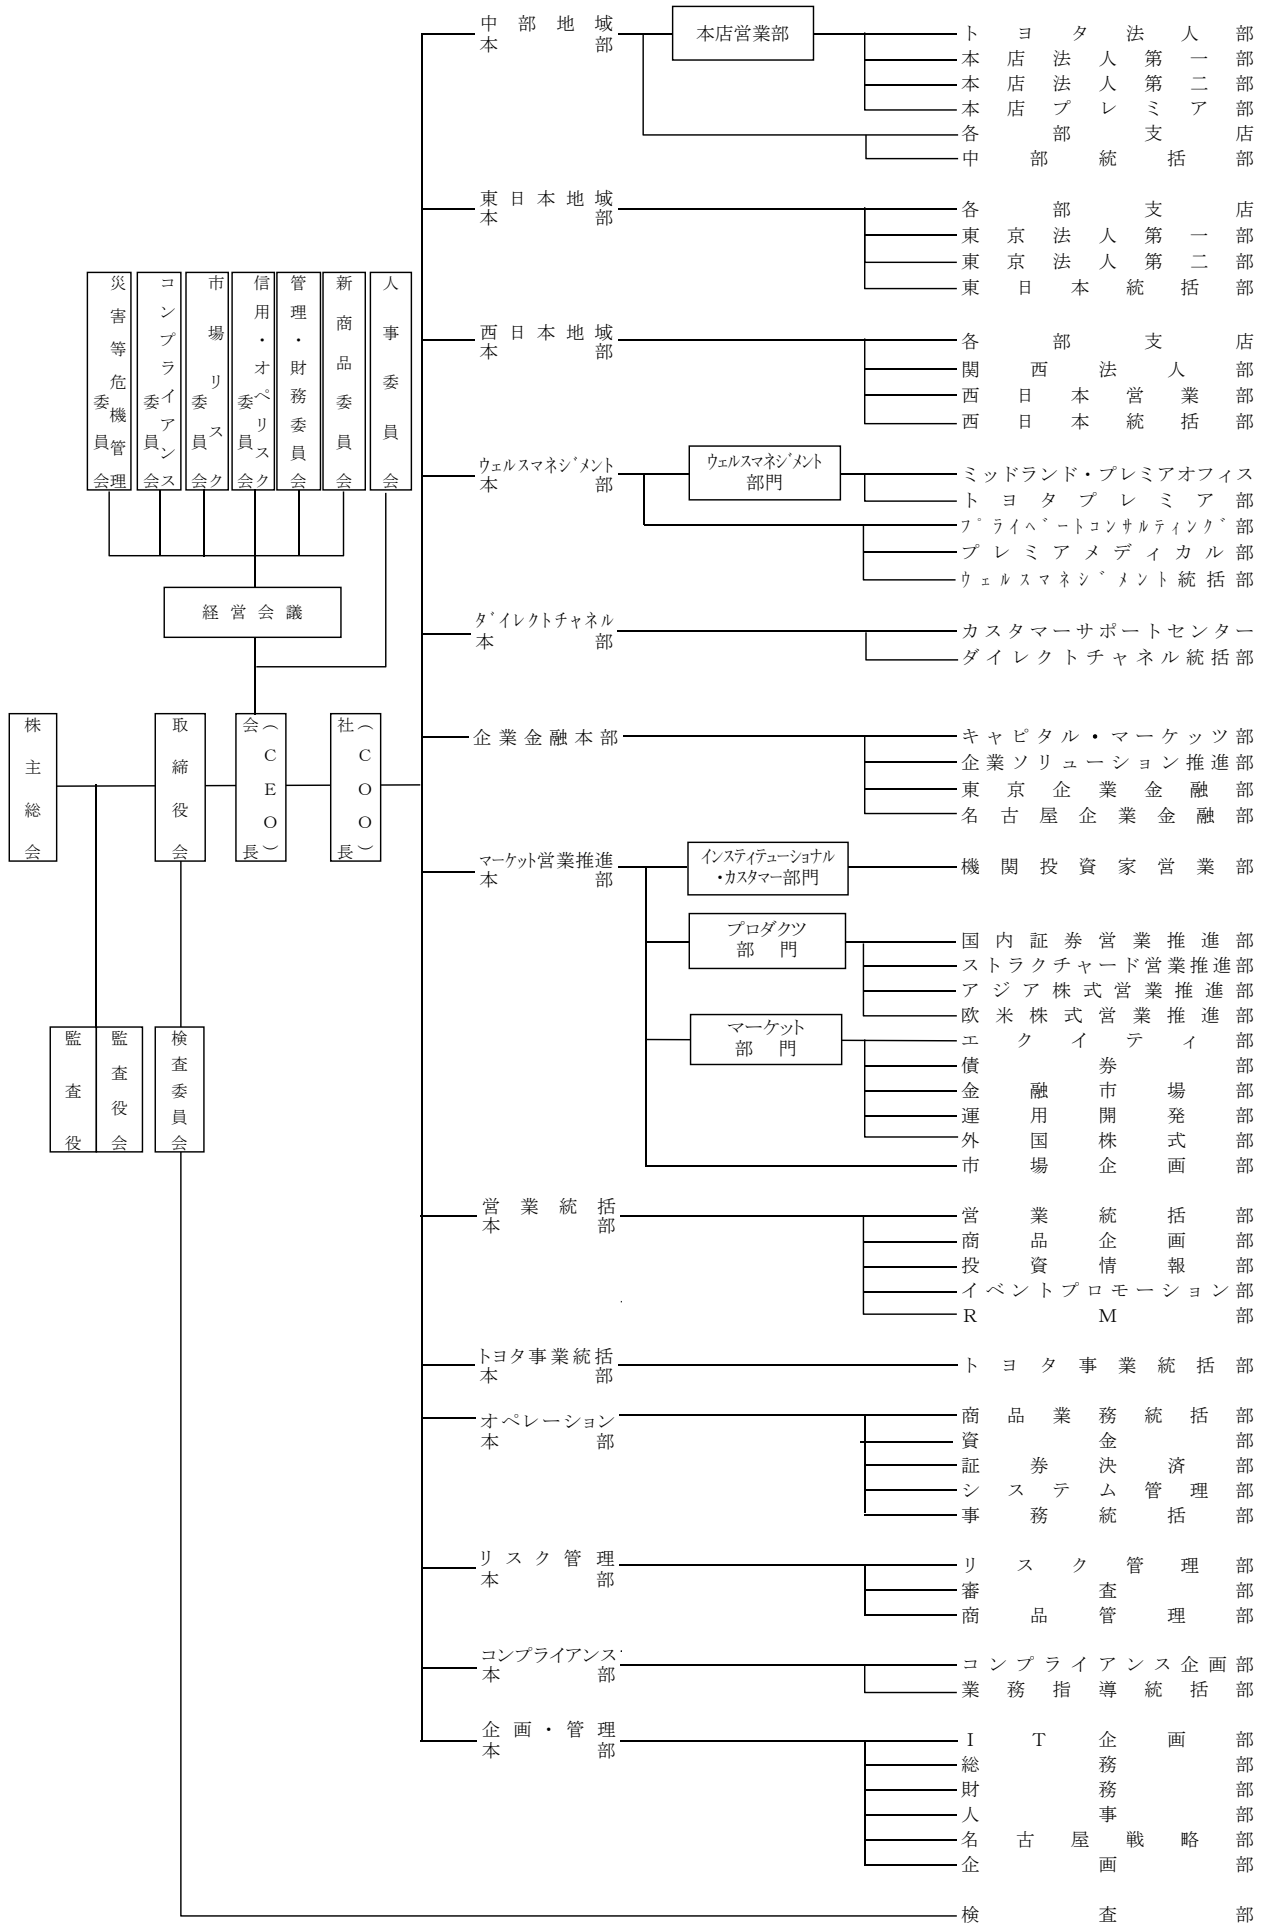 中部地域
本部
本店営業部
トヨタ法人部
本店法人第一部
本店法人第二部
本店プレミア部
各部支店
中部統括部
東日本地域
本部
各部支店
東京法人第一部
東京法人第二部
東日本統括部
災害等危機管理
委員会
コンプライアンス
委員会
市場リスク
委員会
信用・オペリスク
委員会
管理・財務委員会
新商品委員会
人事委員会
西日本地域
本部
各部支店
関西法人部
西日本営業部
西日本統括部
ウェルスマネジメント
本部
ウェルスマネジメント
部門
ミッドランド・プレミアオフィス
トヨタプレミア部
プライベートコンサルティング部
プレミアメディカル部
ウェルスマネジメント統括部
経営会議
ダイレクトチャネル
本部
カスタマーサポートセンター
ダイレクトチャネル統括部
株主総会
取締役会
会長
（CEO）
社長
（COO）
企業金融本部
キャピタル・マーケッツ部
企業ソリューション推進部
東京企業金融部
名古屋企業金融部
マーケット営業推進
本部
インスティテューショナル
・カスタマー部門
機関投資家営業部
プロダクツ
部門
国内証券営業推進部
ストラクチャード営業推進部
アジア株式営業推進部
欧米株式営業推進部
マーケット
部門
エクイティ部
債券部
金融市場部
運用開発部
外国株式部
市場企画部
監査役
監査役会
検査委員会
営業統括
本部
営業統括部
商品企画部
投資情報部
イベントプロモーション部
RM部
トヨタ事業統括
本部
トヨタ事業統括部
オペレーション
本部
商品業務統括部
資金部
証券決済部
システム管理部
事務統括部
リスク管理
本部
リスク管理部
審査部
商品管理部
コンプライアンス
本部
コンプライアンス企画部
業務指導統括部
企画・管理
本部
IT企画部
総務部
財務部
人事部
名古屋戦略部
企画部
検査部